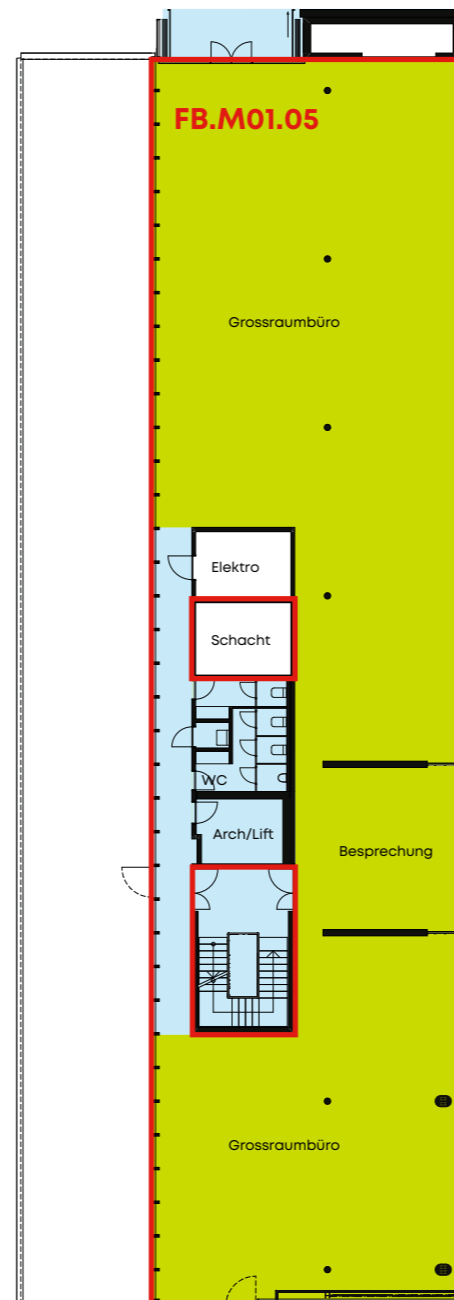 FB.M01.05
Grossraumbüro
Elektro
Schacht
WC
Arch/Lift
Besprechung
Grossraumbüro